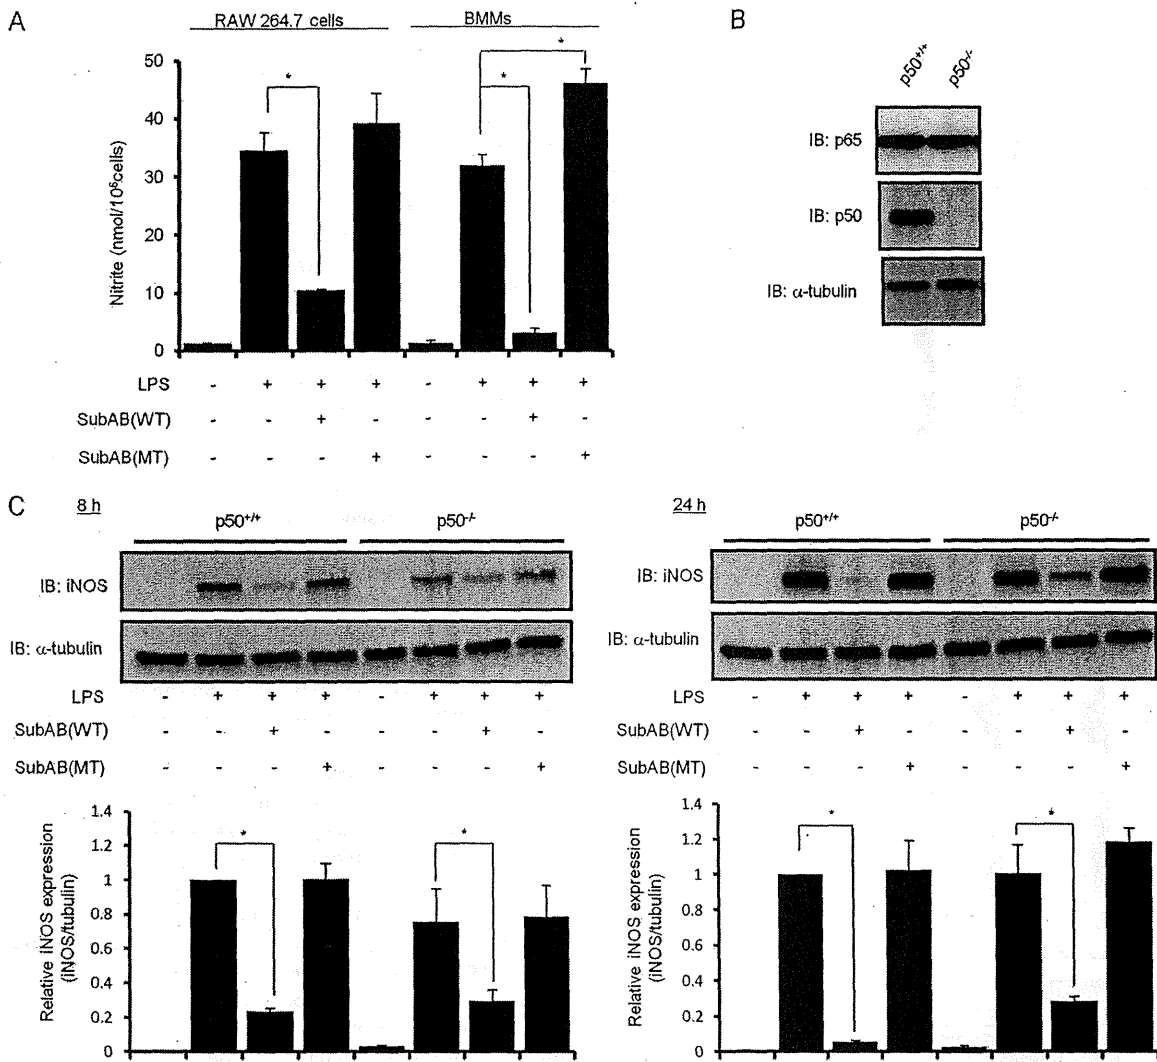 A
RAW 264.7 cells
BMMs
Nitrite (nmol/10⁶cells)
50
40
30
20
10
0
*
*
*
LPS - + + + - + + +
SubAB(WT) - - + - - - + -
SubAB(MT) - - - + - - - +
B
p50+/+
p50-/-
IB: p65
IB: p50
IB: α-tubulin
C
8 h
p50+/+
p50-/-
IB: iNOS
IB: α-tubulin
LPS - + + + - + + +
SubAB(WT) - - + - - - + -
SubAB(MT) - - - + - - - +
Relative iNOS expression
(iNOS/tubulin)
1.4
1.2
1
0.8
0.6
0.4
0.2
0
*
*
24 h
p50+/+
p50-/-
IB: iNOS
IB: α-tubulin
LPS - + + + - + + +
SubAB(WT) - - + - - - + -
SubAB(MT) - - - + - - - +
Relative iNOS expression
(iNOS/tubulin)
1.4
1.2
1
0.8
0.6
0.4
0.2
0
*
*